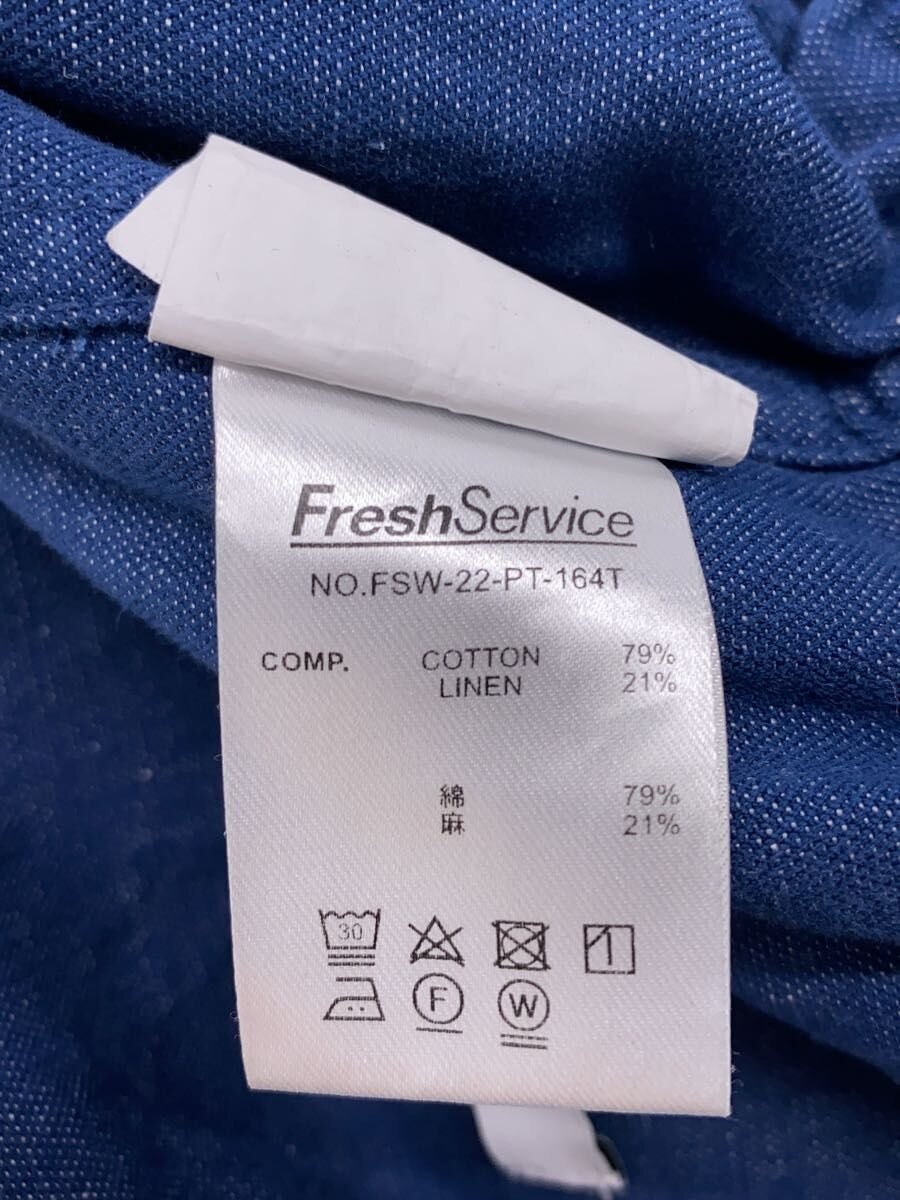 FreshService
NO.FSW-22-PT-164T
COMP. COTTON 79%
LINEN 21%
綿 79%
麻 21%
30
F W